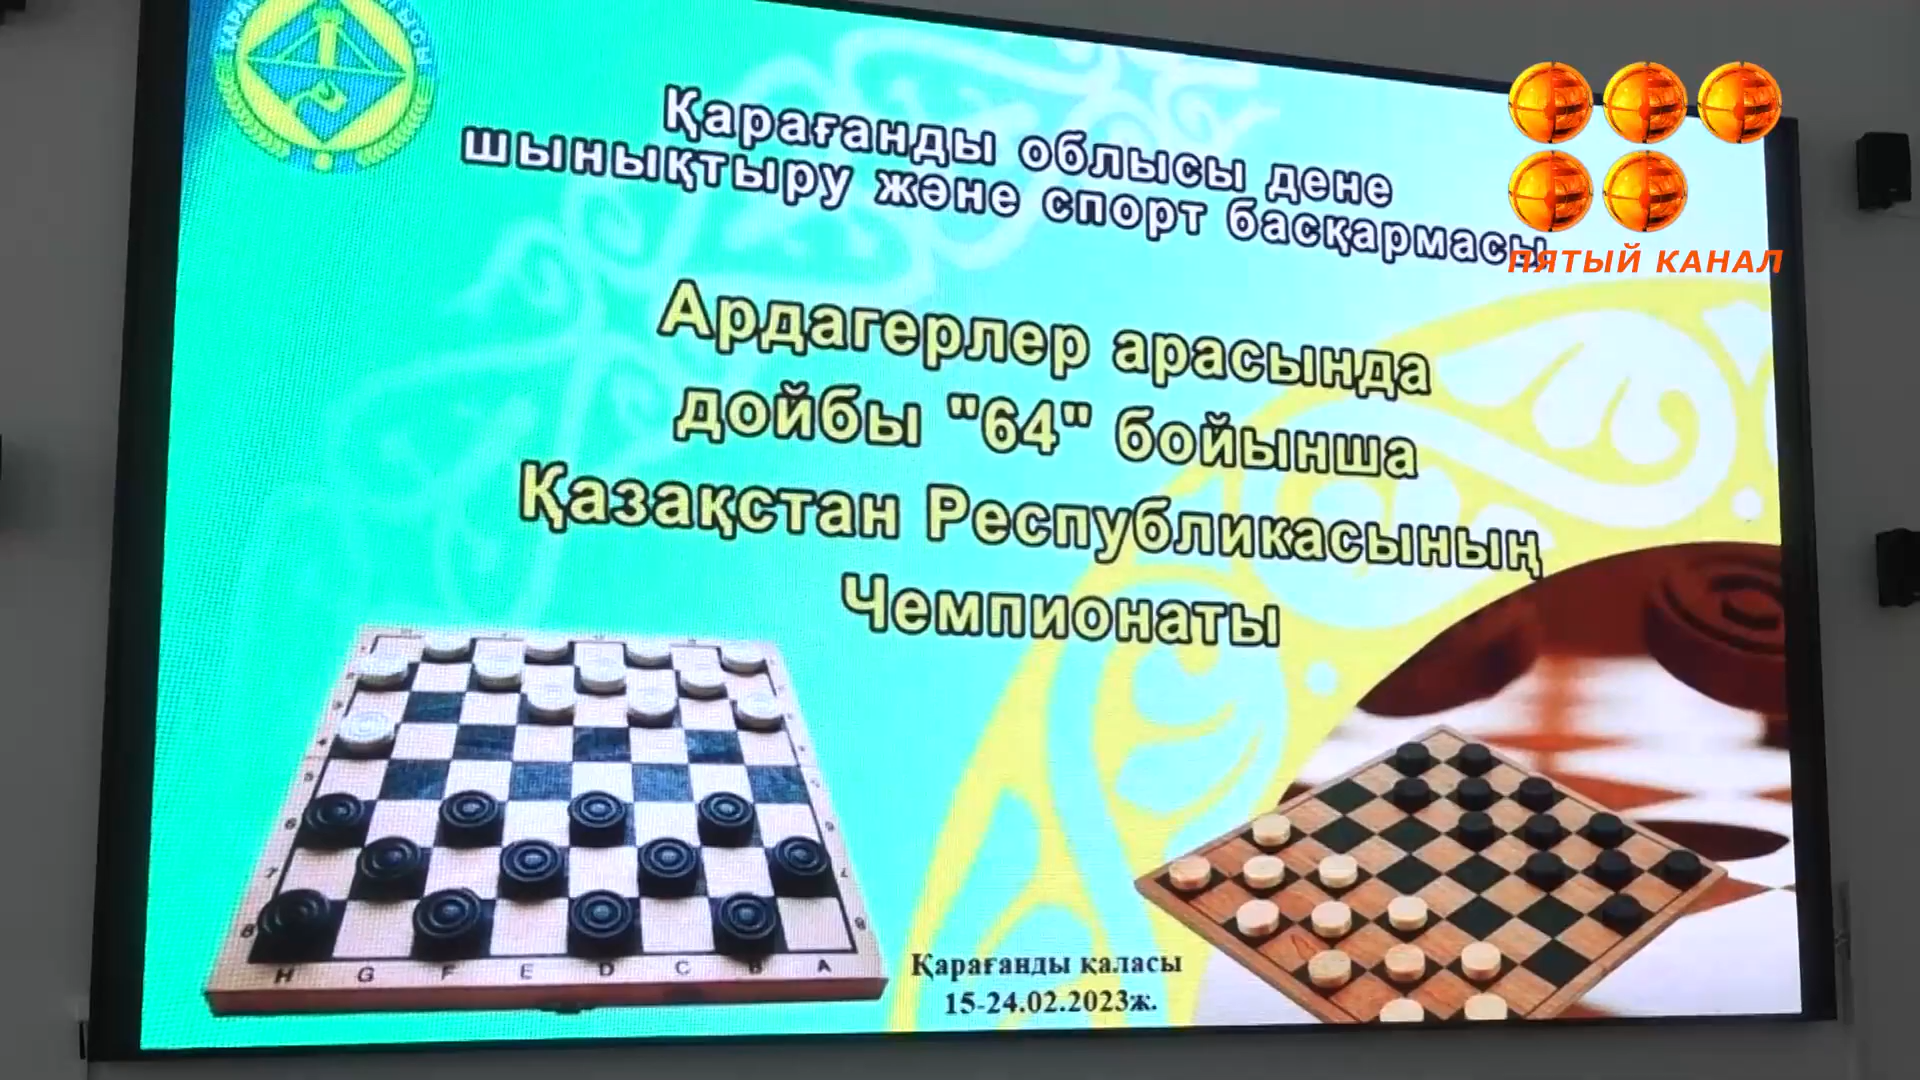 Қарағанды облысы дене
шынықтыру және спорт басқармасы
ПЯТЫЙ КАНАЛ
Ардагерлер арасында
дойбы "64" бойынша
Қазақстан Республикасының
Чемпионаты
H G F E D C B A
Қарағанды қаласы
15-24.02.2023ж.